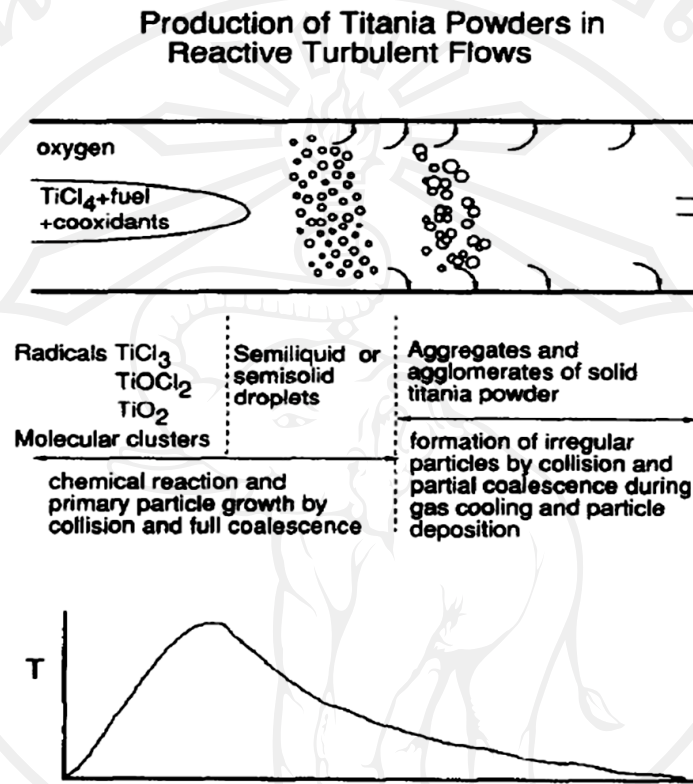 Production of Titania Powders in
Reactive Turbulent Flows
oxygen
TiCl₄+fuel
+cooxidants
Radicals TiCl₃
TiOCl₂
TiO₂
Molecular clusters
Semiliquid or
semisolid
droplets
Aggregates and
agglomerates of solid
titania powder
chemical reaction and
primary particle growth by
collision and full coalescence
formation of irregular
particles by collision and
partial coalescence during
gas cooling and particle
deposition
T